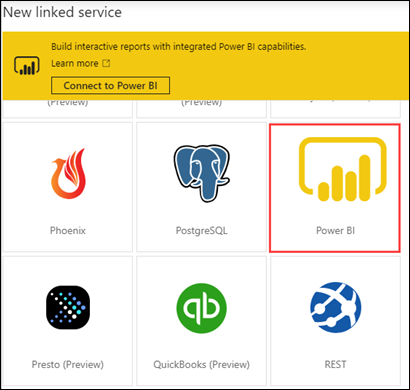 New linked service
Build interactive reports with integrated Power BI capabilities.
Learn more
Connect to Power BI
(Preview)
(Preview)
Phoenix
PostgreSQL
Power BI
Presto (Preview)
qb
QuickBooks (Preview)
REST